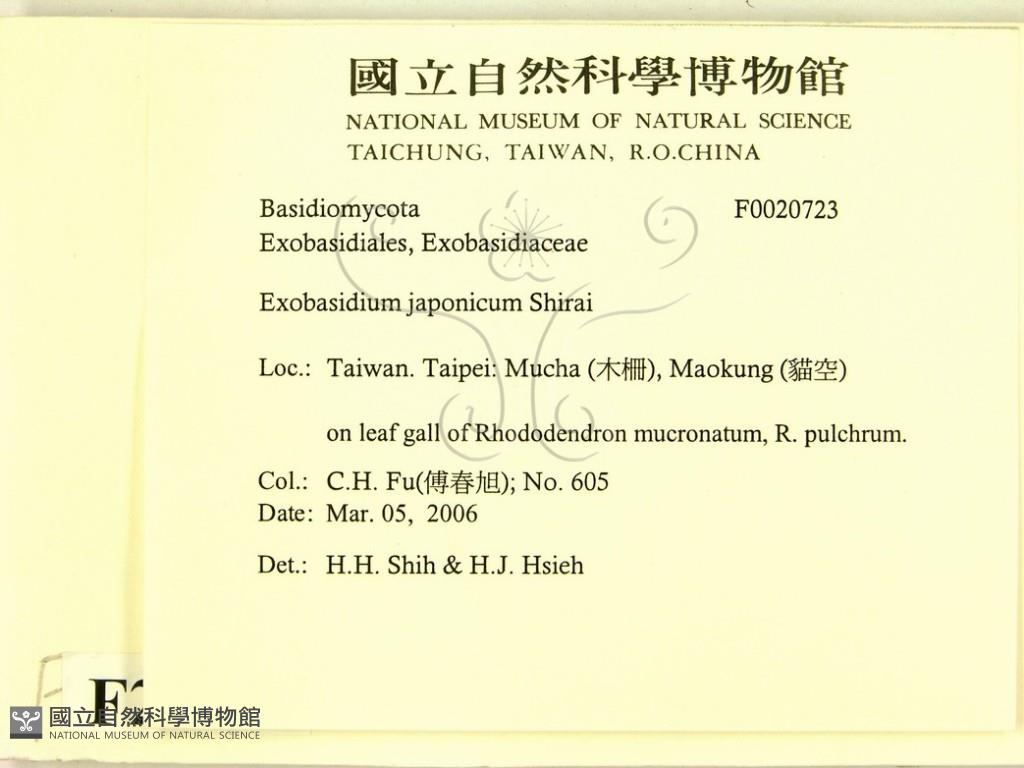 國立自然科學博物館
NATIONAL MUSEUM OF NATURAL SCIENCE
TAICHUNG, TAIWAN, R.O.CHINA
Basidiomycota F0020723
Exobasidiales, Exobasidiaceae
Exobasidium japonicum Shirai
Loc.: Taiwan. Taipei: Mucha (木柵), Maokung (貓空)
on leaf gall of Rhododendron mucronatum, R. pulchrum.
Col.: C.H. Fu(傅春旭); No. 605
Date: Mar. 05, 2006
Det.: H.H. Shih & H.J. Hsieh
國立自然科學博物館
NATIONAL MUSEUM OF NATURAL SCIENCE